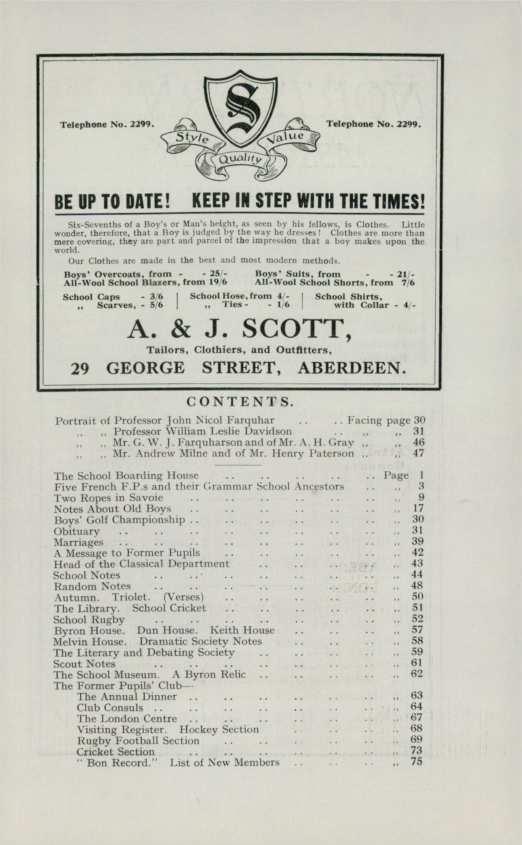 Telephone No. 2299.
S
Style Quality Value
Telephone No. 2299.
BE UP TO DATE! KEEP IN STEP WITH THE TIMES!
Six-Sevenths of a Boy's or Man's height, as seen by his fellows, is Clothes. Little
wonder, therefore, that a Boy is judged by the way he dresses! Clothes are more than
mere covering, they are part and parcel of the impression that a boy makes upon the
world.
Our Clothes are made in the best and most modern methods.
Boys' Overcoats, from - - 25/- Boys' Suits, from - - 21/-
All-Wool School Blazers, from 19/6 All-Wool School Shorts, from 7/6
School Caps - 3/6 | School Hose, from 4/- | School Shirts,
„ Scarves, - 5/6 | „ Ties - - 1/6 | with Collar - 4/-
A. & J. SCOTT,
Tailors, Clothiers, and Outfitters,
29 GEORGE STREET, ABERDEEN.
CONTENTS.
Portrait of Professor John Nicol Farquhar .. .. Facing page 30
„ „ Professor William Leslie Davidson .. „ „ 31
„ „ Mr. G. W. J. Farquharson and of Mr. A. H. Gray „ „ 46
„ „ Mr. Andrew Milne and of Mr. Henry Paterson .. „ 47
The School Boarding House .. .. .. .. .. Page 1
Five French F.P.s and their Grammar School Ancestors .. „ 3
Two Ropes in Savoie .. .. .. .. .. .. „ 9
Notes About Old Boys .. .. .. .. .. .. „ 17
Boys' Golf Championship .. .. .. .. .. .. „ 30
Obituary .. .. .. .. .. .. .. .. „ 31
Marriages .. .. .. .. .. .. .. .. „ 39
A Message to Former Pupils .. .. .. .. .. „ 42
Head of the Classical Department .. .. .. .. „ 43
School Notes .. .. .. .. .. .. .. „ 44
Random Notes .. .. .. .. .. .. .. „ 48
Autumn. Triolet. (Verses) .. .. .. .. .. „ 50
The Library. School Cricket .. .. .. .. .. „ 51
School Rugby .. .. .. .. .. .. .. „ 52
Byron House. Dun House. Keith House .. .. .. „ 57
Melvin House. Dramatic Society Notes .. .. .. „ 58
The Literary and Debating Society .. .. .. .. „ 59
Scout Notes .. .. .. .. .. .. .. „ 61
The School Museum. A Byron Relic .. .. .. .. „ 62
The Former Pupils' Club—
The Annual Dinner .. .. .. .. .. .. „ 63
Club Consuls .. .. .. .. .. .. .. „ 64
The London Centre .. .. .. .. .. .. „ 67
Visiting Register. Hockey Section .. .. .. „ 68
Rugby Football Section .. .. .. .. .. „ 69
Cricket Section .. .. .. .. .. .. „ 73
"Bon Record." List of New Members .. .. .. „ 75